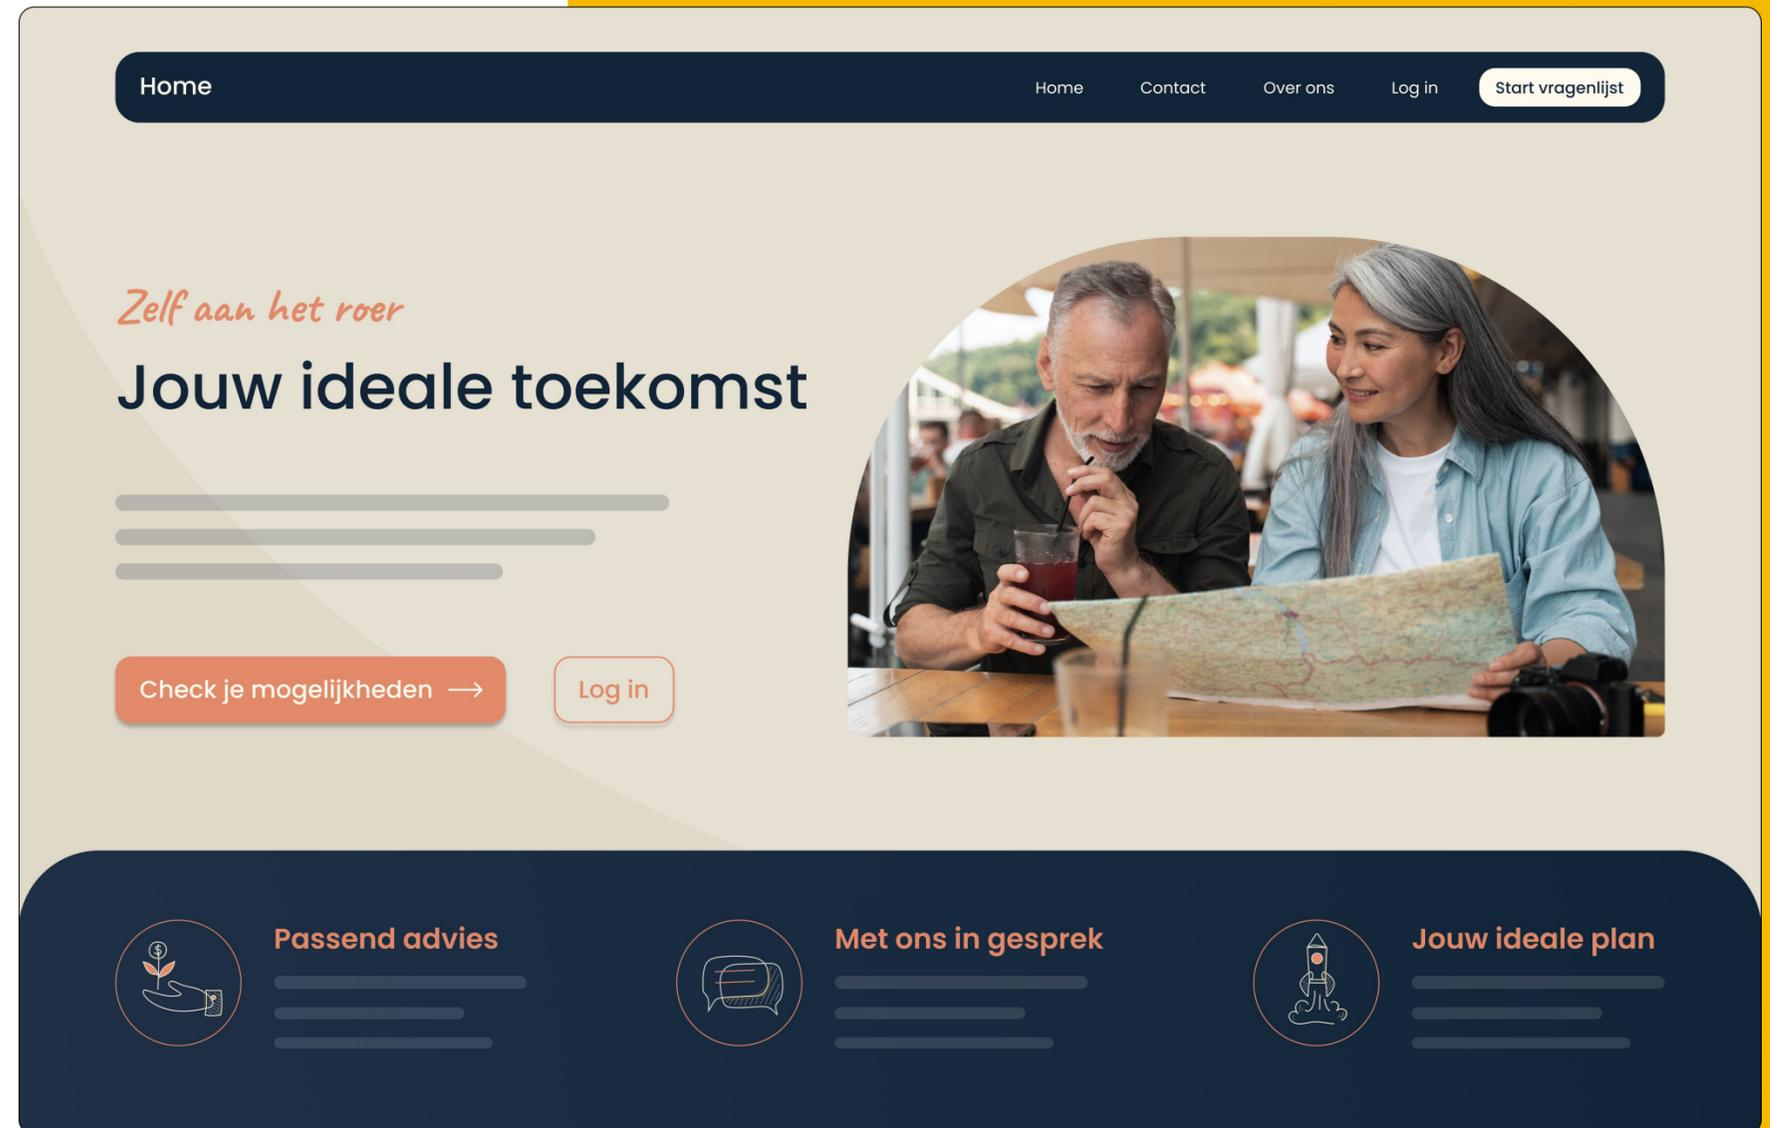 Home
Home
Contact
Over ons
Log in
Start vragenlijst
Zelf aan het roer
Jouw ideale toekomst
Check je mogelijkheden
Log in
Passend advies
Met ons in gesprek
Jouw ideale plan
$